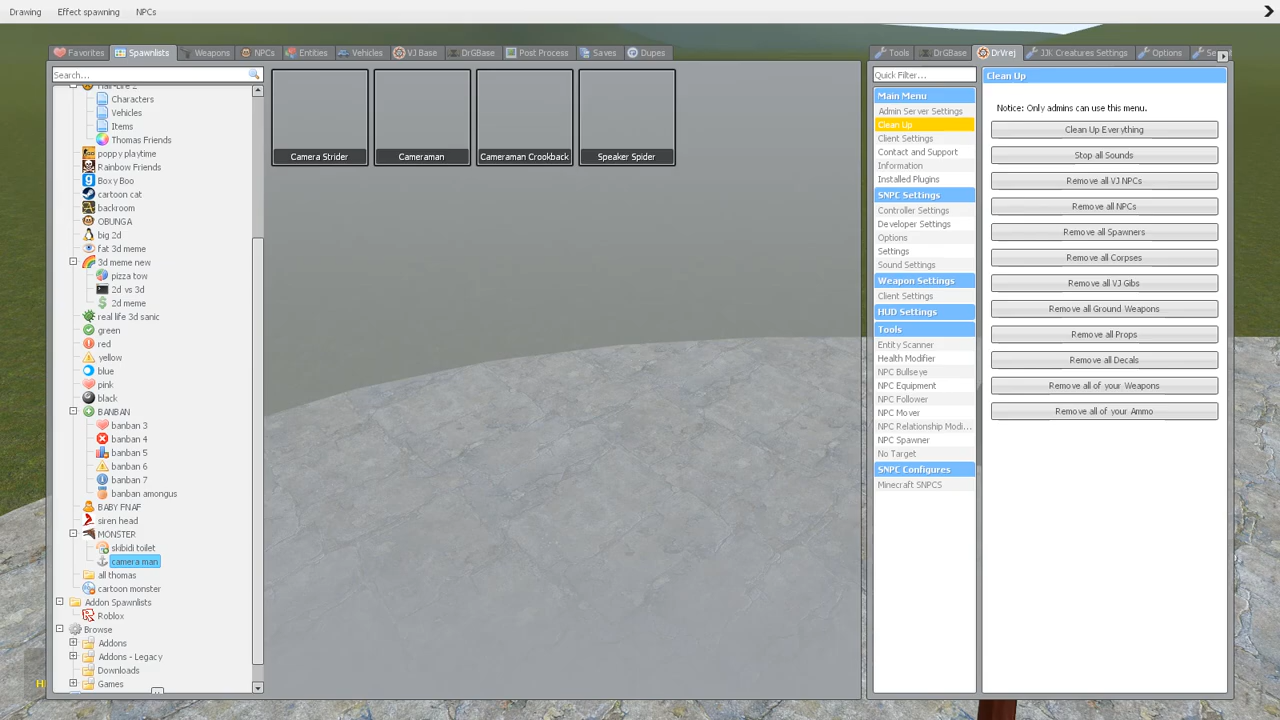 Drawing Effect spawning NPCs
Favorites Spawnlists Weapons NPCs Entities Vehicles VJ Base DrGBase Post Process Saves Dupes
Tools DrGBase DrVrej JJK Creatures Settings Options
Search...
Characters
Vehicles
Items
Thomas Friends
poppy playtime
Rainbow Friends
Boxy Boo
cartoon cat
backroom
OBUNGA
big 2d
fat 3d meme
3d meme new
pizza tow
2d vs 3d
2d meme
real life 3d sanic
green
red
yellow
blue
pink
black
BANBAN
banban 3
banban 4
banban 5
banban 6
banban 7
banban amongus
BABY FNAF
siren head
MONSTER
skibidi toilet
camera man
all thomas
cartoon monster
Addon Spawnlists
Roblox
Browse
Addons
Addons - Legacy
Downloads
Games
Camera Strider Cameraman Cameraman Crookback Speaker Spider
Quick Filter...
Main Menu
Admin Server Settings
Clean Up
Client Settings
Contact and Support
Information
Installed Plugins
SNPC Settings
Controller Settings
Developer Settings
Options
Settings
Sound Settings
Weapon Settings
Client Settings
HUD Settings
Tools
Entity Scanner
Health Modifier
NPC Bullseye
NPC Equipment
NPC Follower
NPC Mover
NPC Relationship Modi...
NPC Spawner
No Target
SNPC Configures
Minecraft SNPCS
Clean Up
Notice: Only admins can use this menu.
Clean Up Everything
Stop all Sounds
Remove all VJ NPCs
Remove all NPCs
Remove all Spawners
Remove all Corpses
Remove all VJ Gibs
Remove all Ground Weapons
Remove all Props
Remove all Decals
Remove all of your Weapons
Remove all of your Ammo